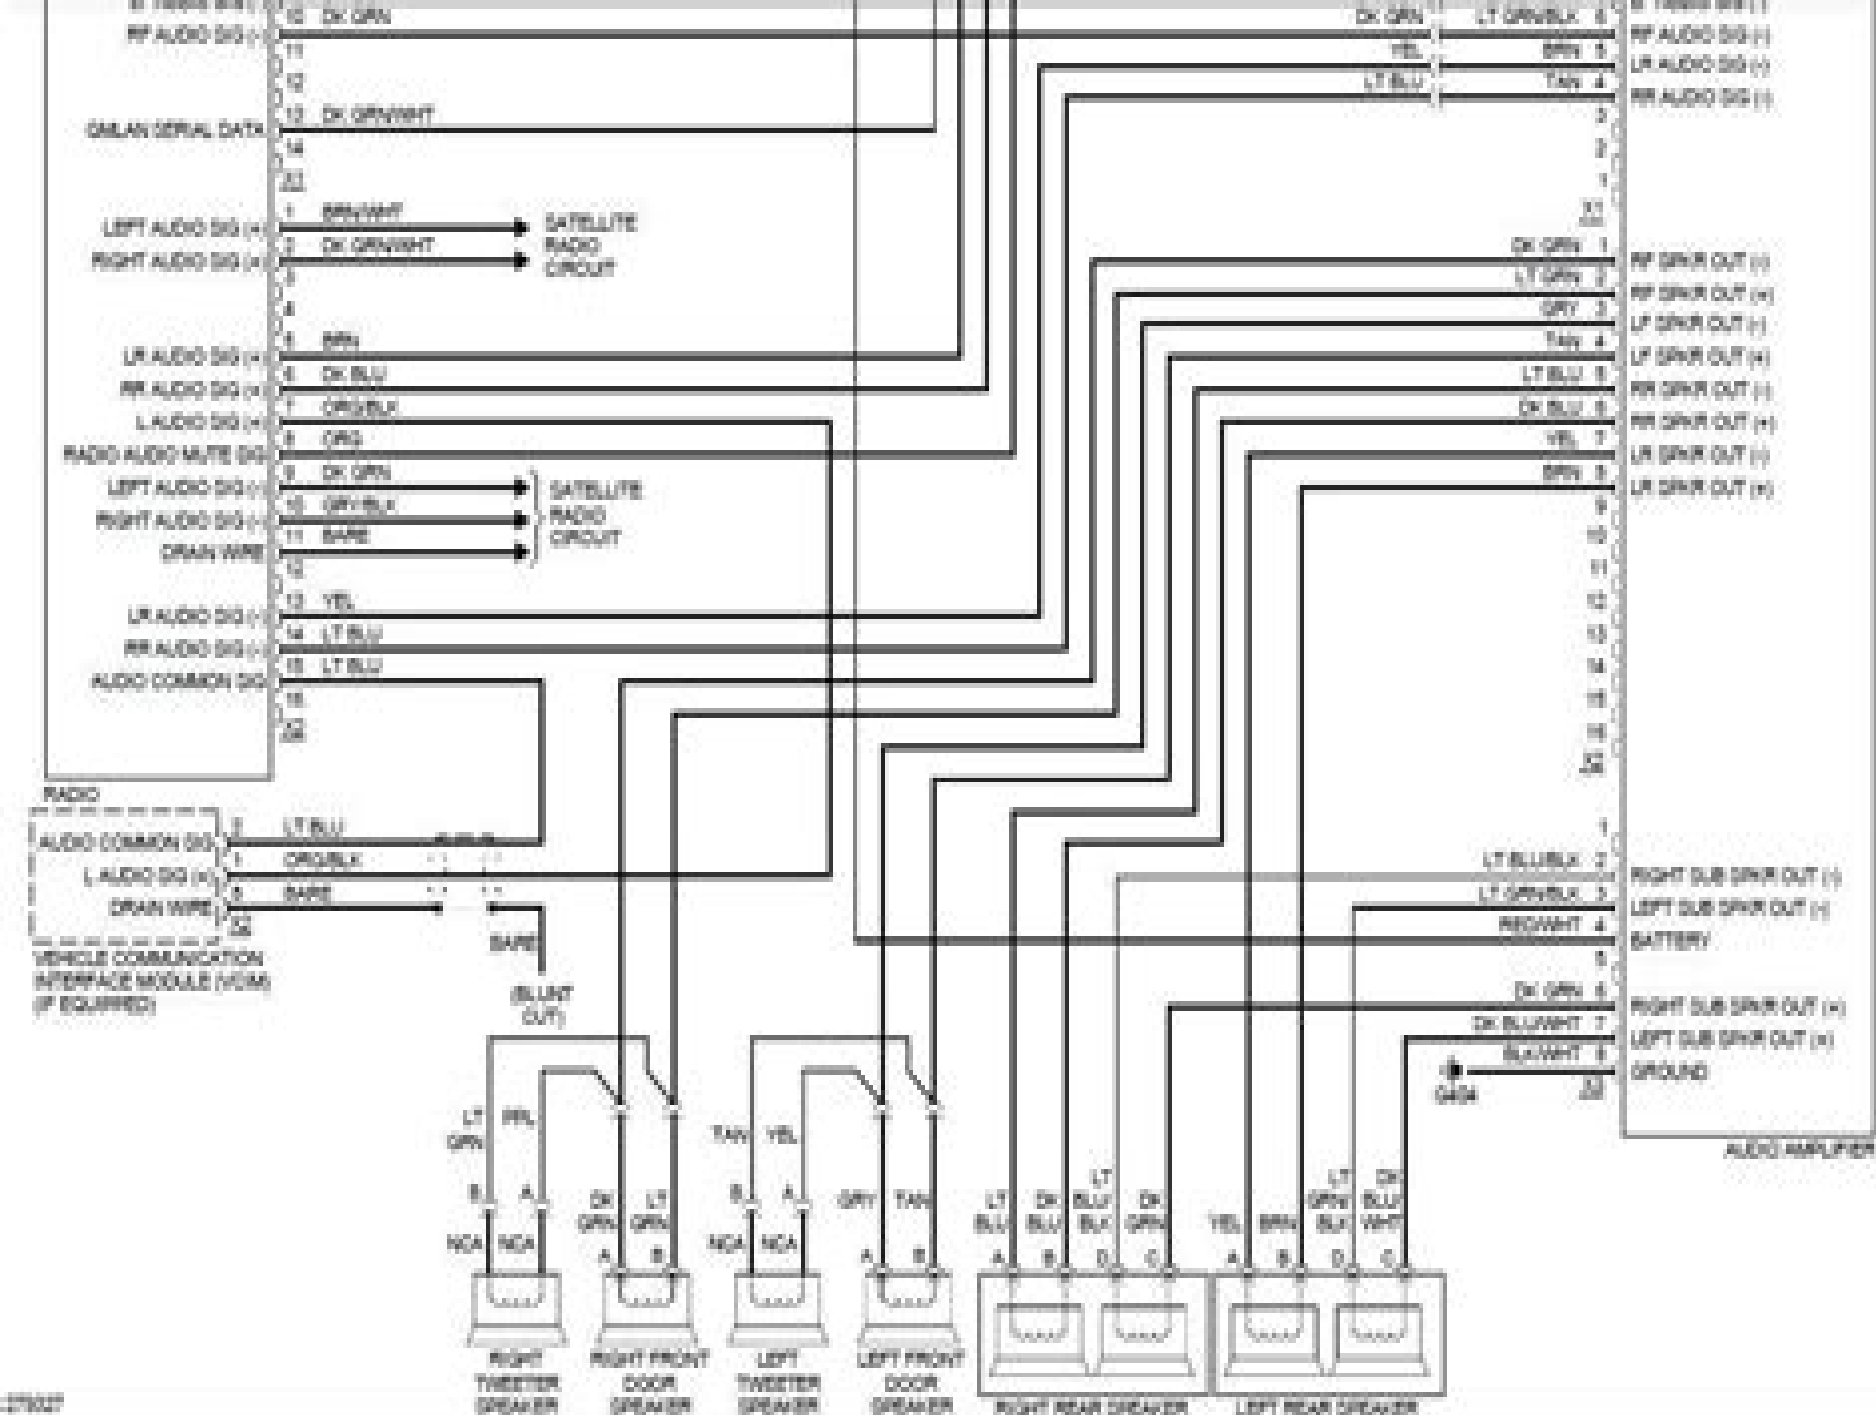 10 DK GRN
RF AUDIO SIG (-)
11
12
13 DK GRN/WHT
GMLAN SERIAL DATA
14
1 BRN/WHT
LEFT AUDIO SIG (+)
2 DK GRN/WHT
RIGHT AUDIO SIG (+)
3
SATELLITE
RADIO
CIRCUIT
4
5 BRN
LR AUDIO SIG (+)
6 DK BLU
RR AUDIO SIG (+)
7 ORG/BLK
L AUDIO SIG (+)
8 ORG
RADIO AUDIO MUTE SIG
9 DK GRN
LEFT AUDIO SIG (-)
10 GRY/BLK
RIGHT AUDIO SIG (-)
11 BARE
DRAIN WIRE
12
SATELLITE
RADIO
CIRCUIT
13 YEL
LR AUDIO SIG (-)
14 LT BLU
RR AUDIO SIG (-)
15 LT BLU
AUDIO COMMON SIG
16
RADIO
LT BLU
AUDIO COMMON SIG
1 ORG/BLK
L AUDIO SIG (+)
BARE
DRAIN WIRE
VEHICLE COMMUNICATION
INTERFACE MODULE (VCIM)
(IF EQUIPPED)
BARE
(BLUNT
CUT)
DK GRN LT GRN/BLK 6
RF AUDIO SIG (-)
YEL BRN 5
LR AUDIO SIG (-)
LT BLU TAN 4
RR AUDIO SIG (-)
3
2
1
X1
DK GRN 1
RF SPKR OUT (-)
LT GRN 2
RF SPKR OUT (+)
GRY 3
LF SPKR OUT (-)
TAN 4
LF SPKR OUT (+)
LT BLU 5
RR SPKR OUT (-)
DK BLU 6
RR SPKR OUT (+)
YEL 7
LR SPKR OUT (-)
BRN 8
LR SPKR OUT (+)
9
10
11
12
13
14
15
16
X2
1
LT BLU/BLK 2
RIGHT SUB SPKR OUT (-)
LT GRN/BLK 3
LEFT SUB SPKR OUT (-)
RED/WHT 4
BATTERY
5
DK GRN 6
RIGHT SUB SPKR OUT (+)
DK BLU/WHT 7
LEFT SUB SPKR OUT (+)
BLK/WHT 8
GROUND
G404
X3
AUDIO AMPLIFIER
LT GRN PPL
B A
NCA NCA
RIGHT
TWEETER
SPEAKER
DK GRN LT GRN
A B
RIGHT FRONT
DOOR
SPEAKER
TAN YEL
B A
NCA NCA
LEFT
TWEETER
SPEAKER
GRY TAN
A B
LEFT FRONT
DOOR
SPEAKER
LT BLU DK BLU LT BLU/BLK DK GRN
A B D C
RIGHT REAR SPEAKER
YEL BRN LT GRN/BLK DK BLU/WHT
A B D C
LEFT REAR SPEAKER